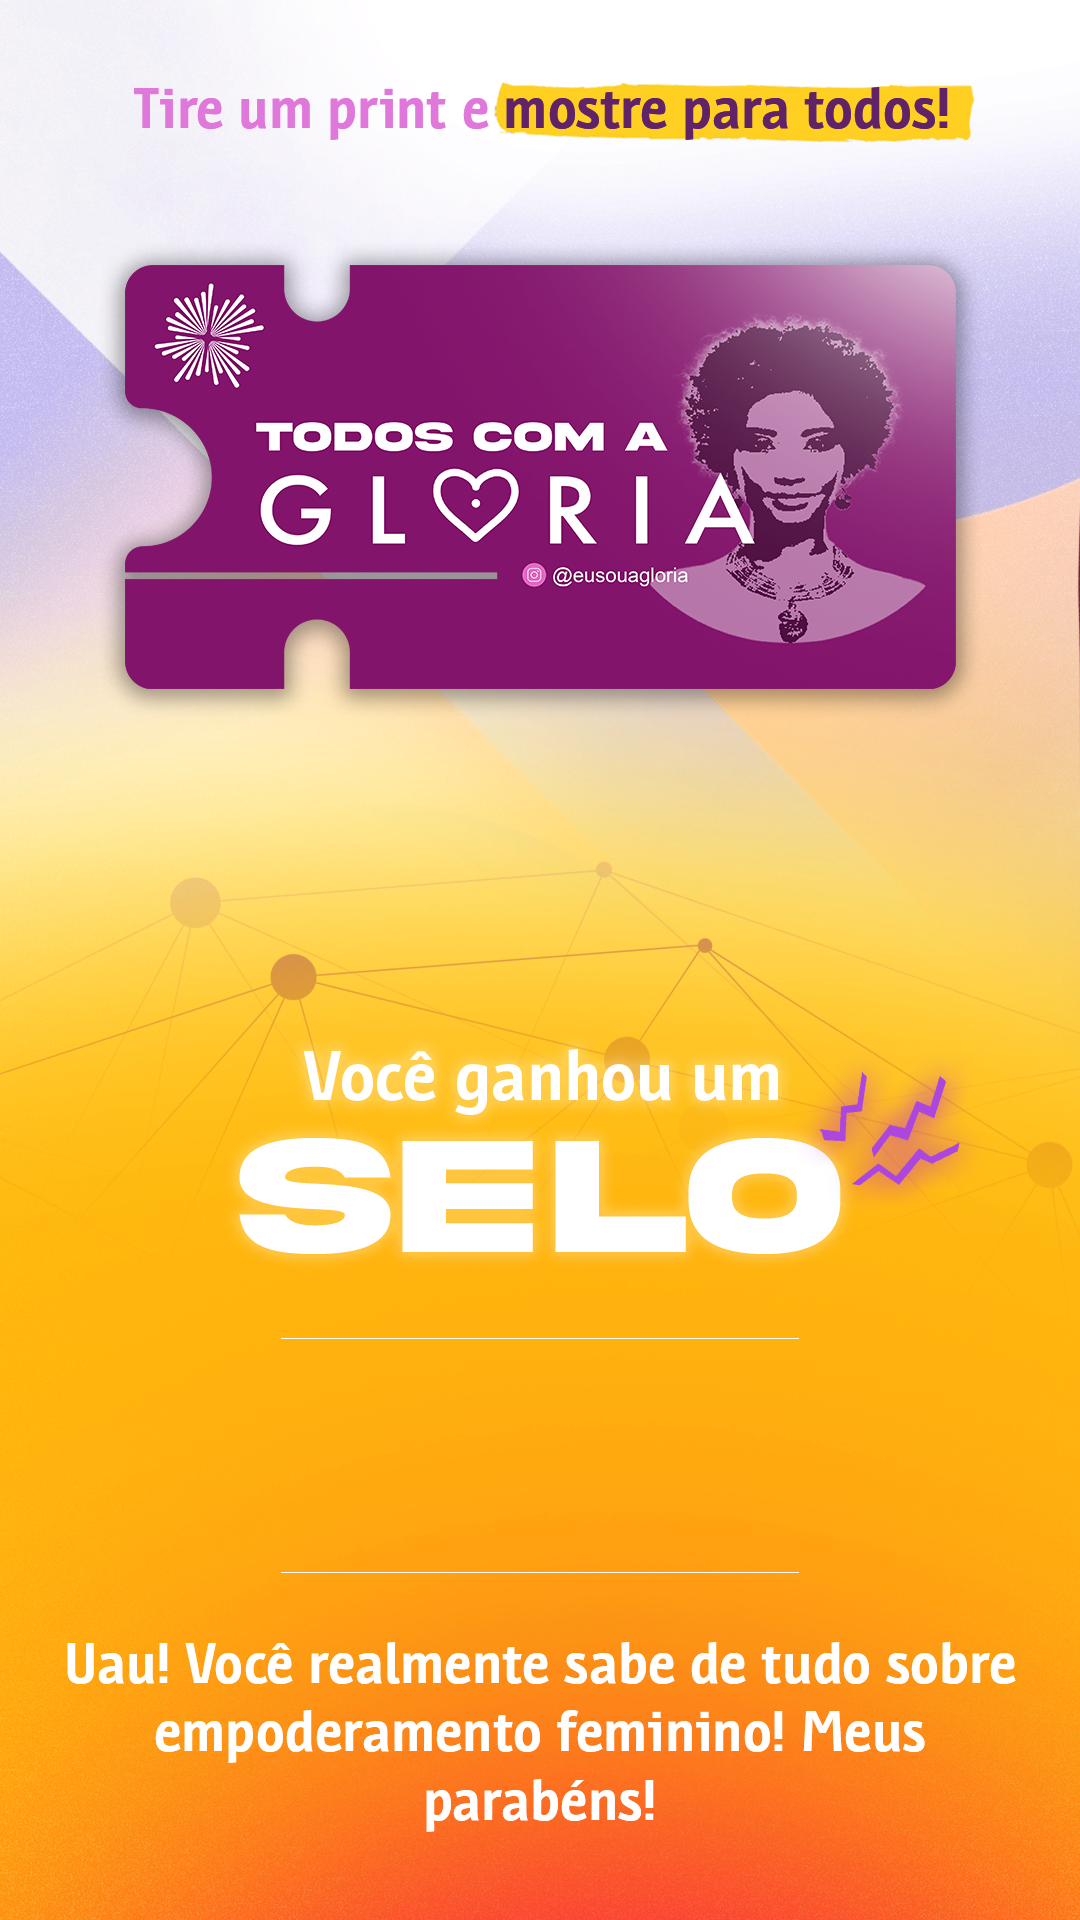 Tire um print e mostre para todos!
TODOS COM A
GLORIA
@eusouagloria
Você ganhou um
SELO
Uau! Você realmente sabe de tudo sobre
empoderamento feminino! Meus
parabéns!